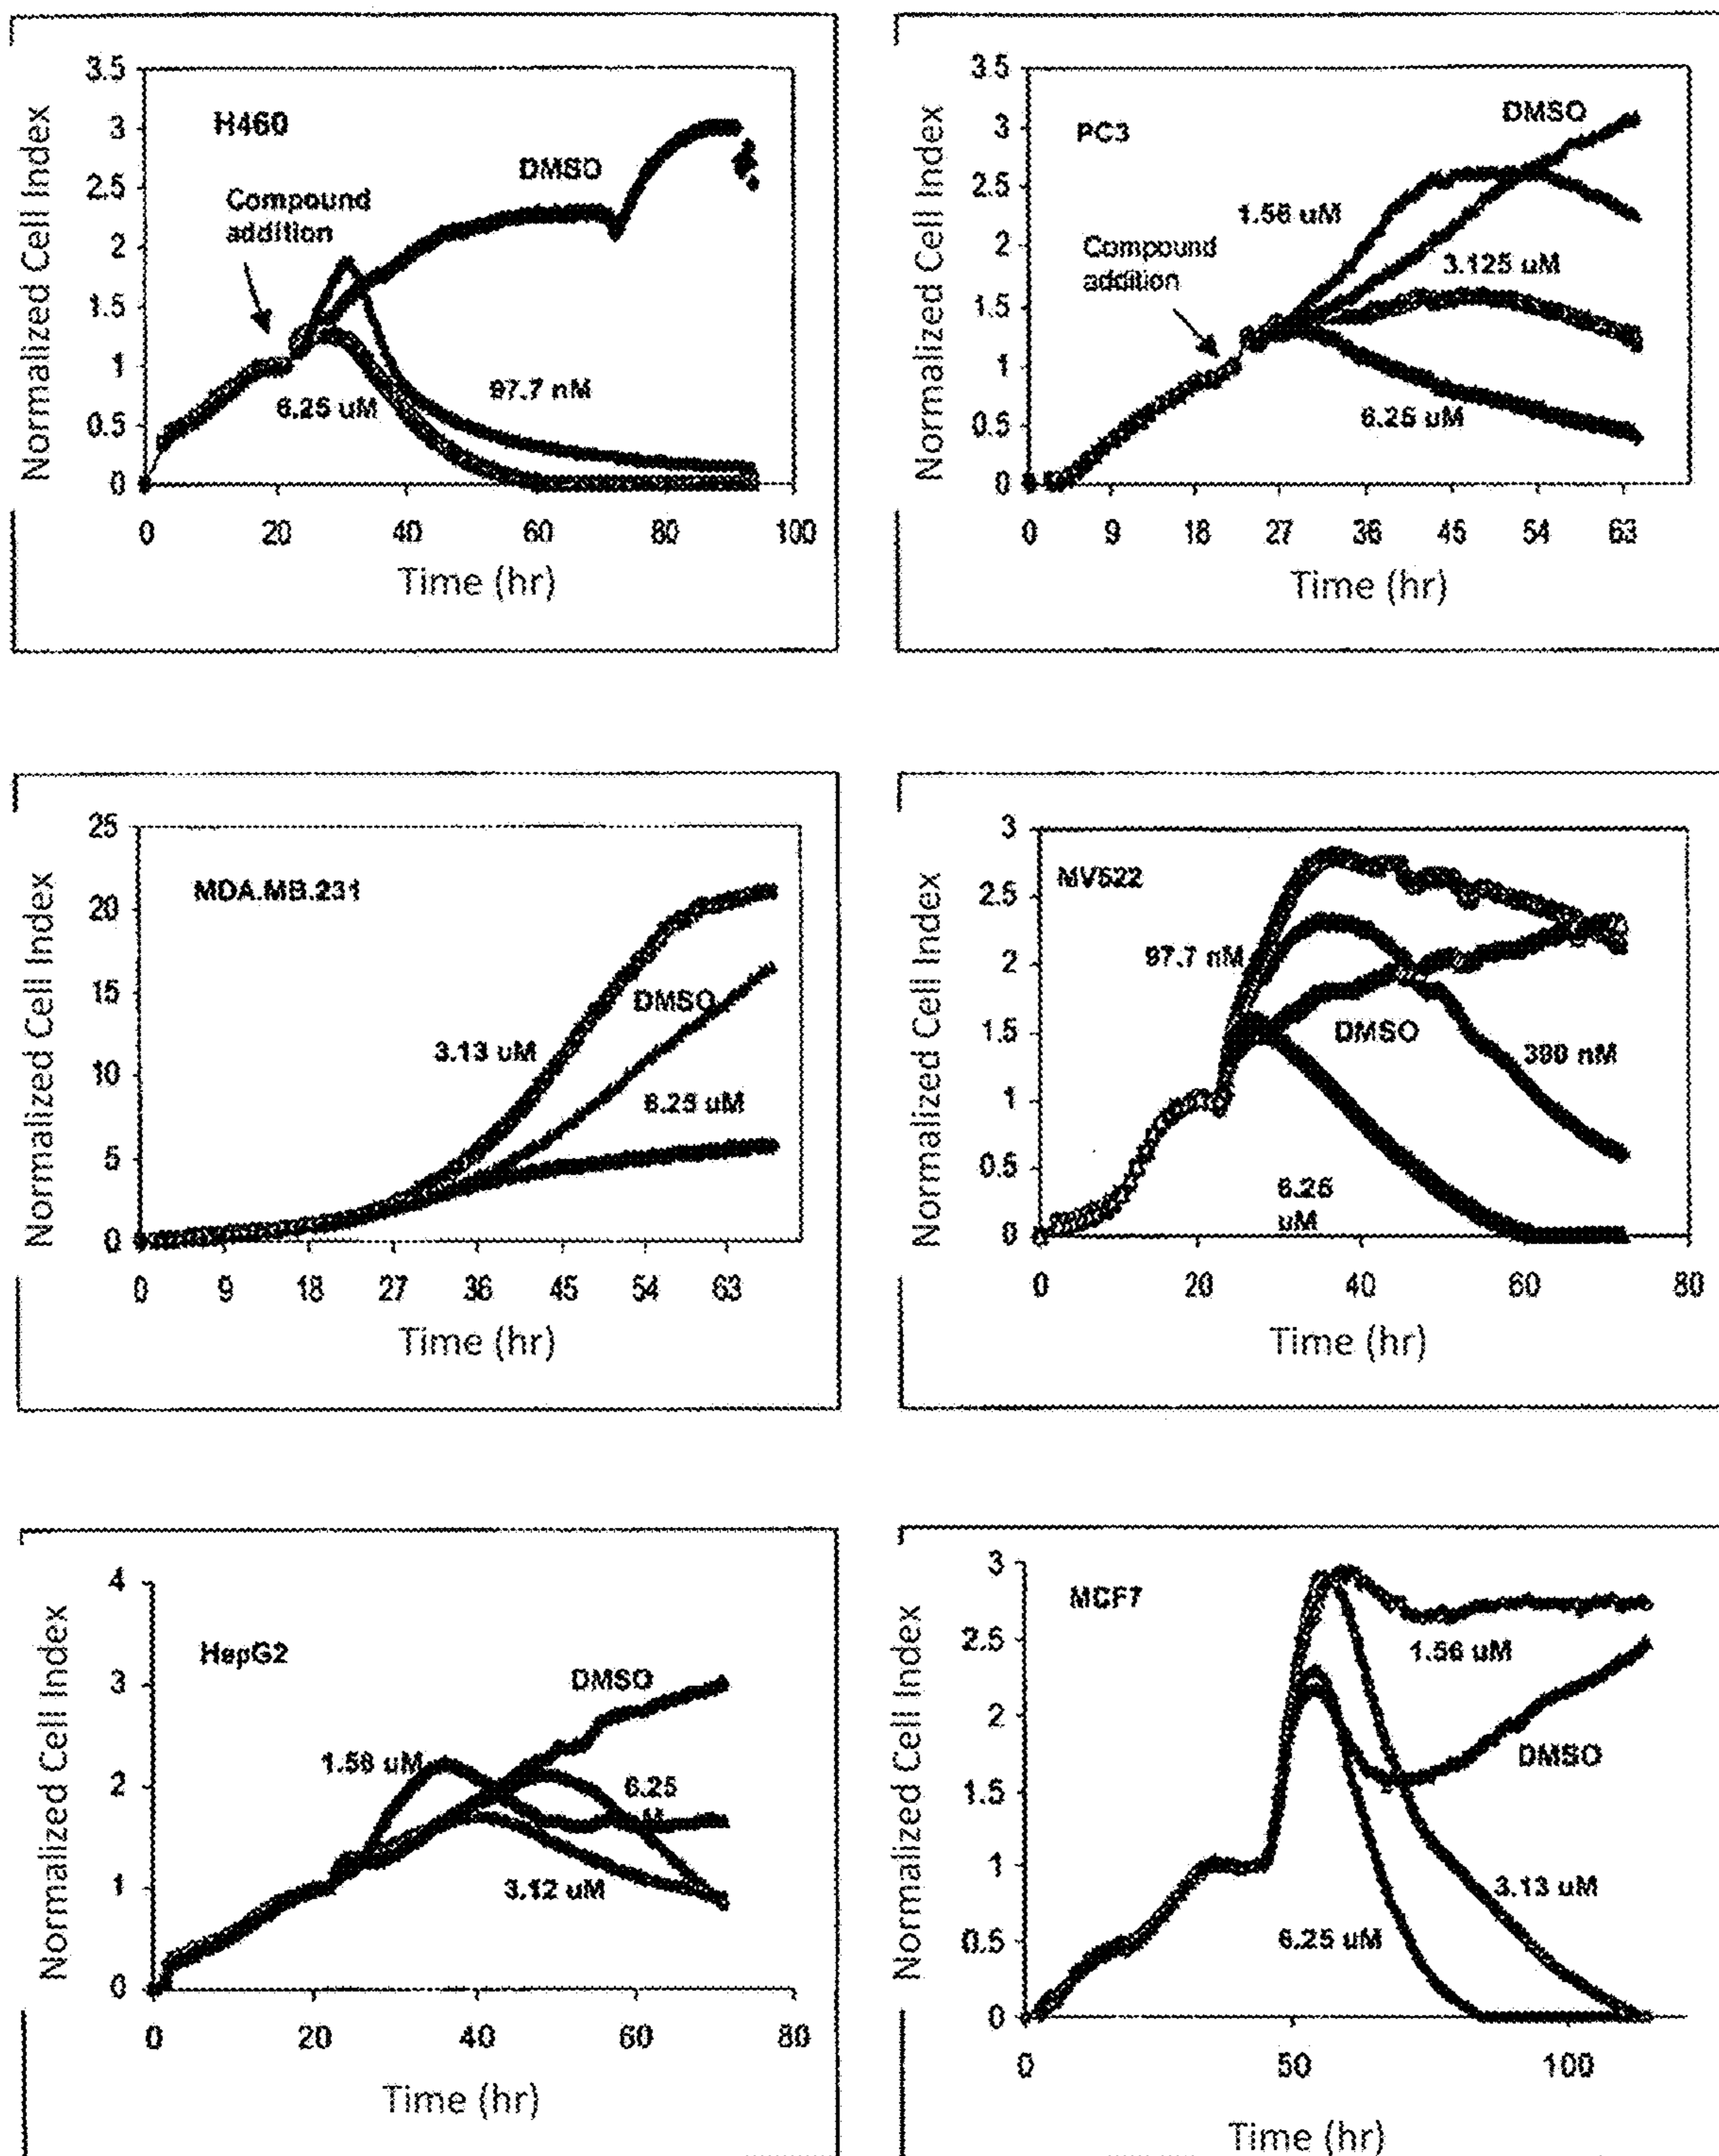 H460
Normalized Cell Index
3.5
3
2.5
2
1.5
1
0.5
0
Compound
addition
DMSO
97.7 nM
6.25 uM
0 20 40 60 80 100
Time (hr)
PC3
Normalized Cell Index
3.5
3
2.5
2
1.5
1
0.5
0
DMSO
1.56 uM
Compound
addition
3.125 uM
6.25 uM
0 9 18 27 36 45 54 63
Time (hr)
MDA.MB.231
Normalized Cell Index
25
20
15
10
5
0
DMSO
3.13 uM
6.25 uM
0 9 18 27 36 45 54 63
Time (hr)
MV522
Normalized Cell Index
3
2.5
2
1.5
1
0.5
0
97.7 nM
DMSO
390 nM
6.25
uM
0 20 40 60 80
Time (hr)
HepG2
Normalized Cell Index
4
3
2
1
0
DMSO
1.56 uM
6.25
3.12 uM
0 20 40 60 80
Time (hr)
MCF7
Normalized Cell Index
3
2.5
2
1.5
1
0.5
0
1.56 uM
DMSO
3.13 uM
6.25 uM
0 50 100
Time (hr)